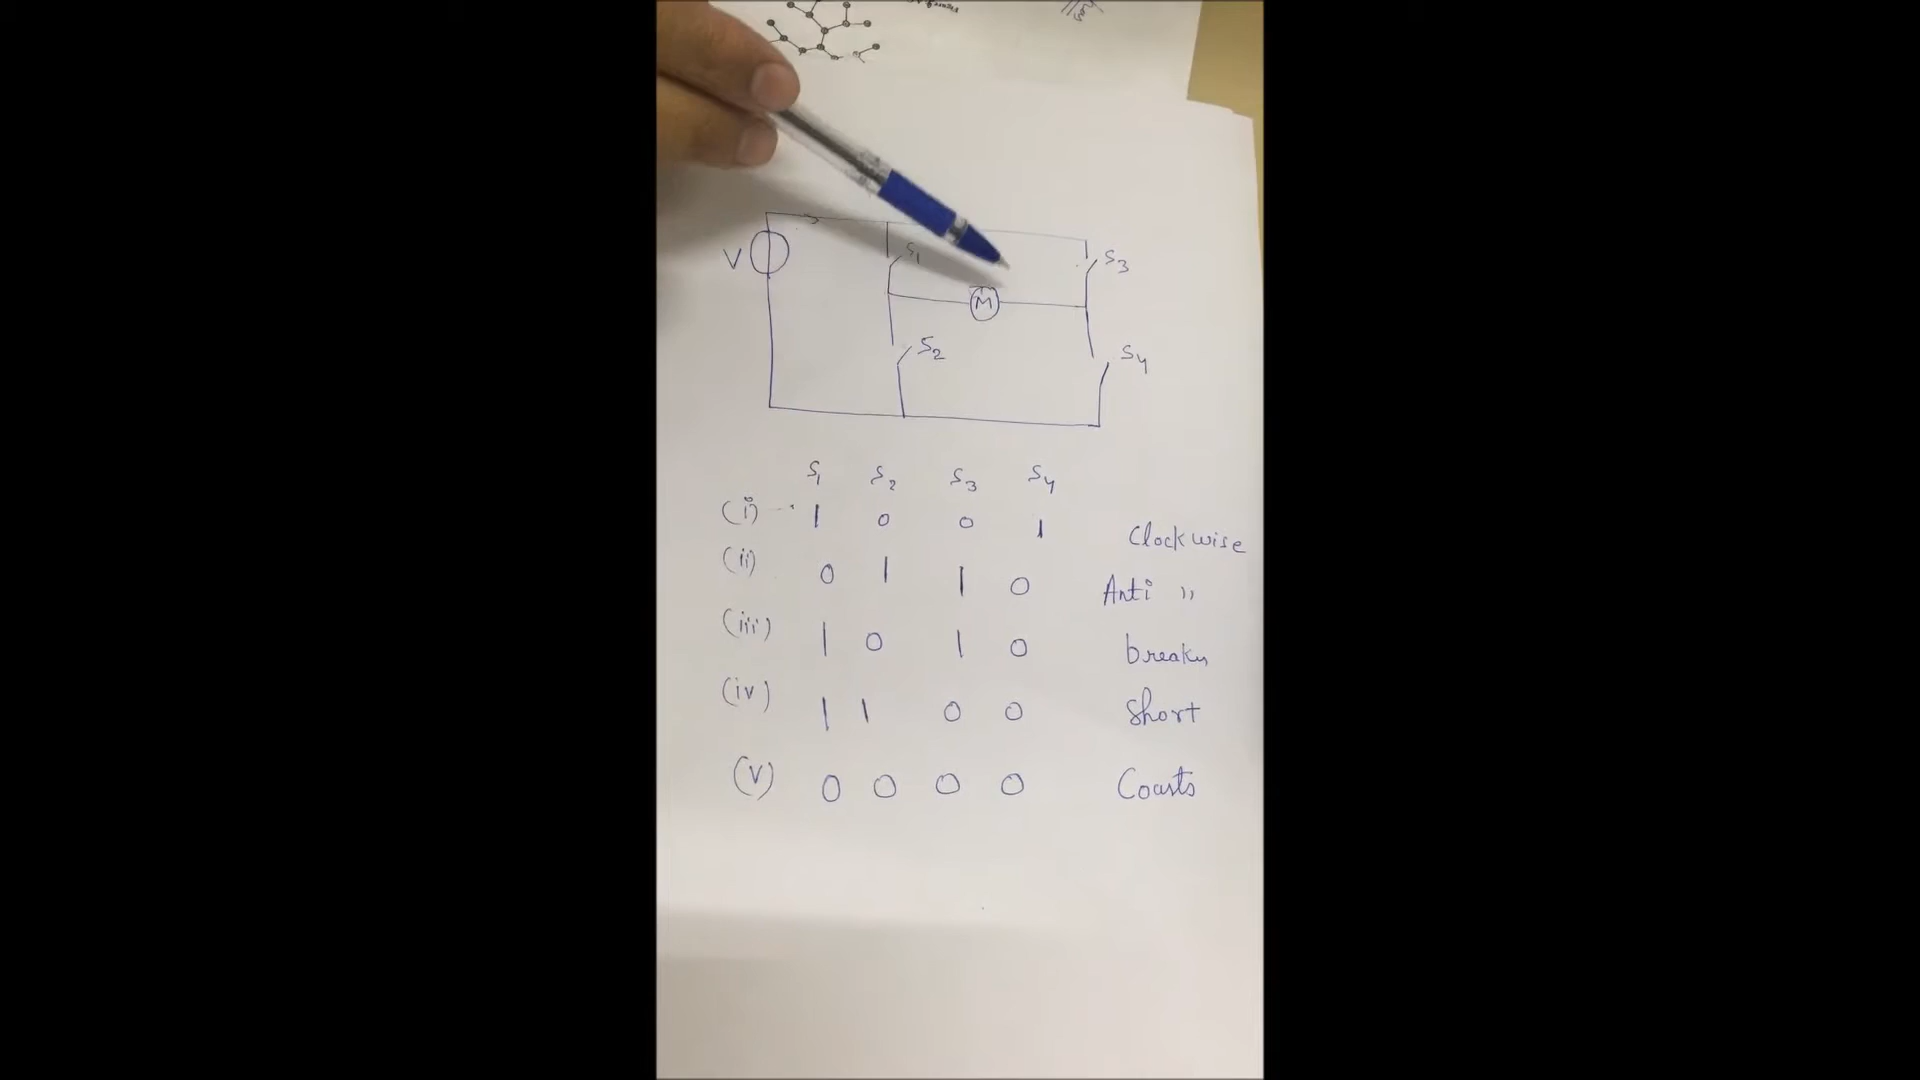 S1
S3
V
M
S2
S4
S1 S2 S3 S4
(i) 1 0 0 1 Clockwise
(ii) 0 1 1 0 Anti ,,
(iii) 1 0 1 0
(iv) 1 1 0 0 Short
(v) 0 0 0 0 Coasts